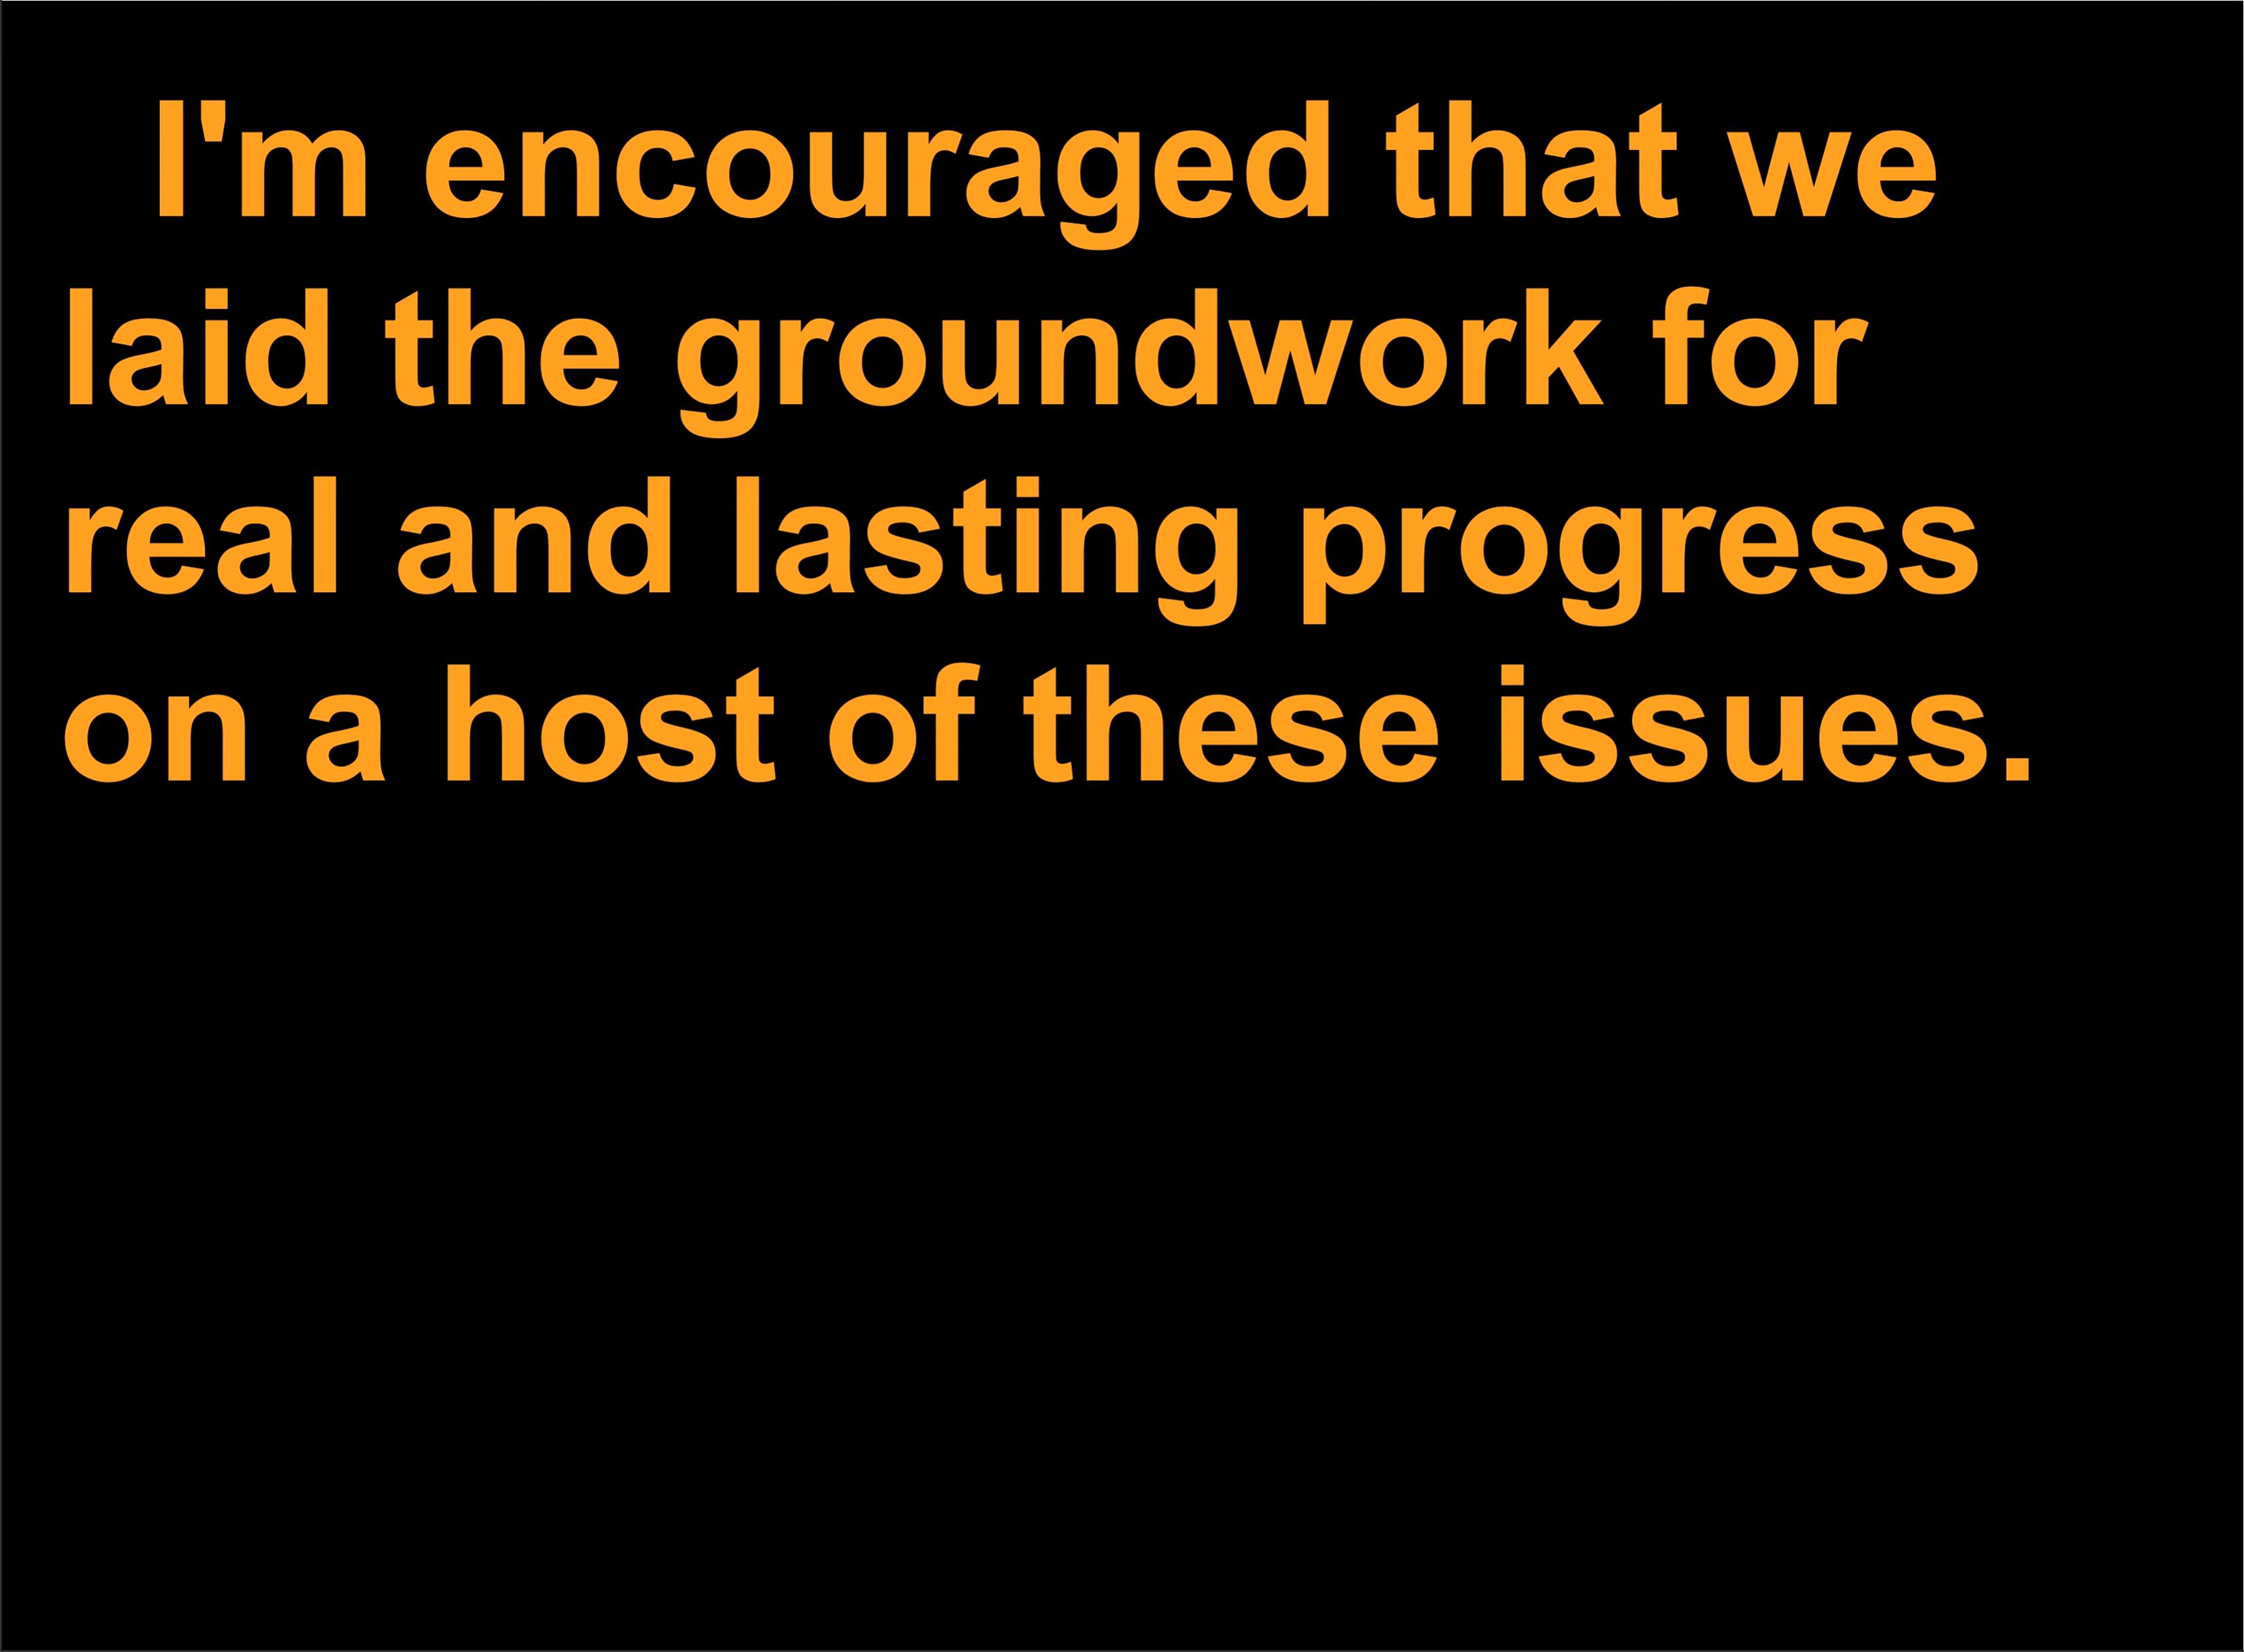 I'm encouraged that we
laid the groundwork for
real and lasting progress
on a host of these issues.